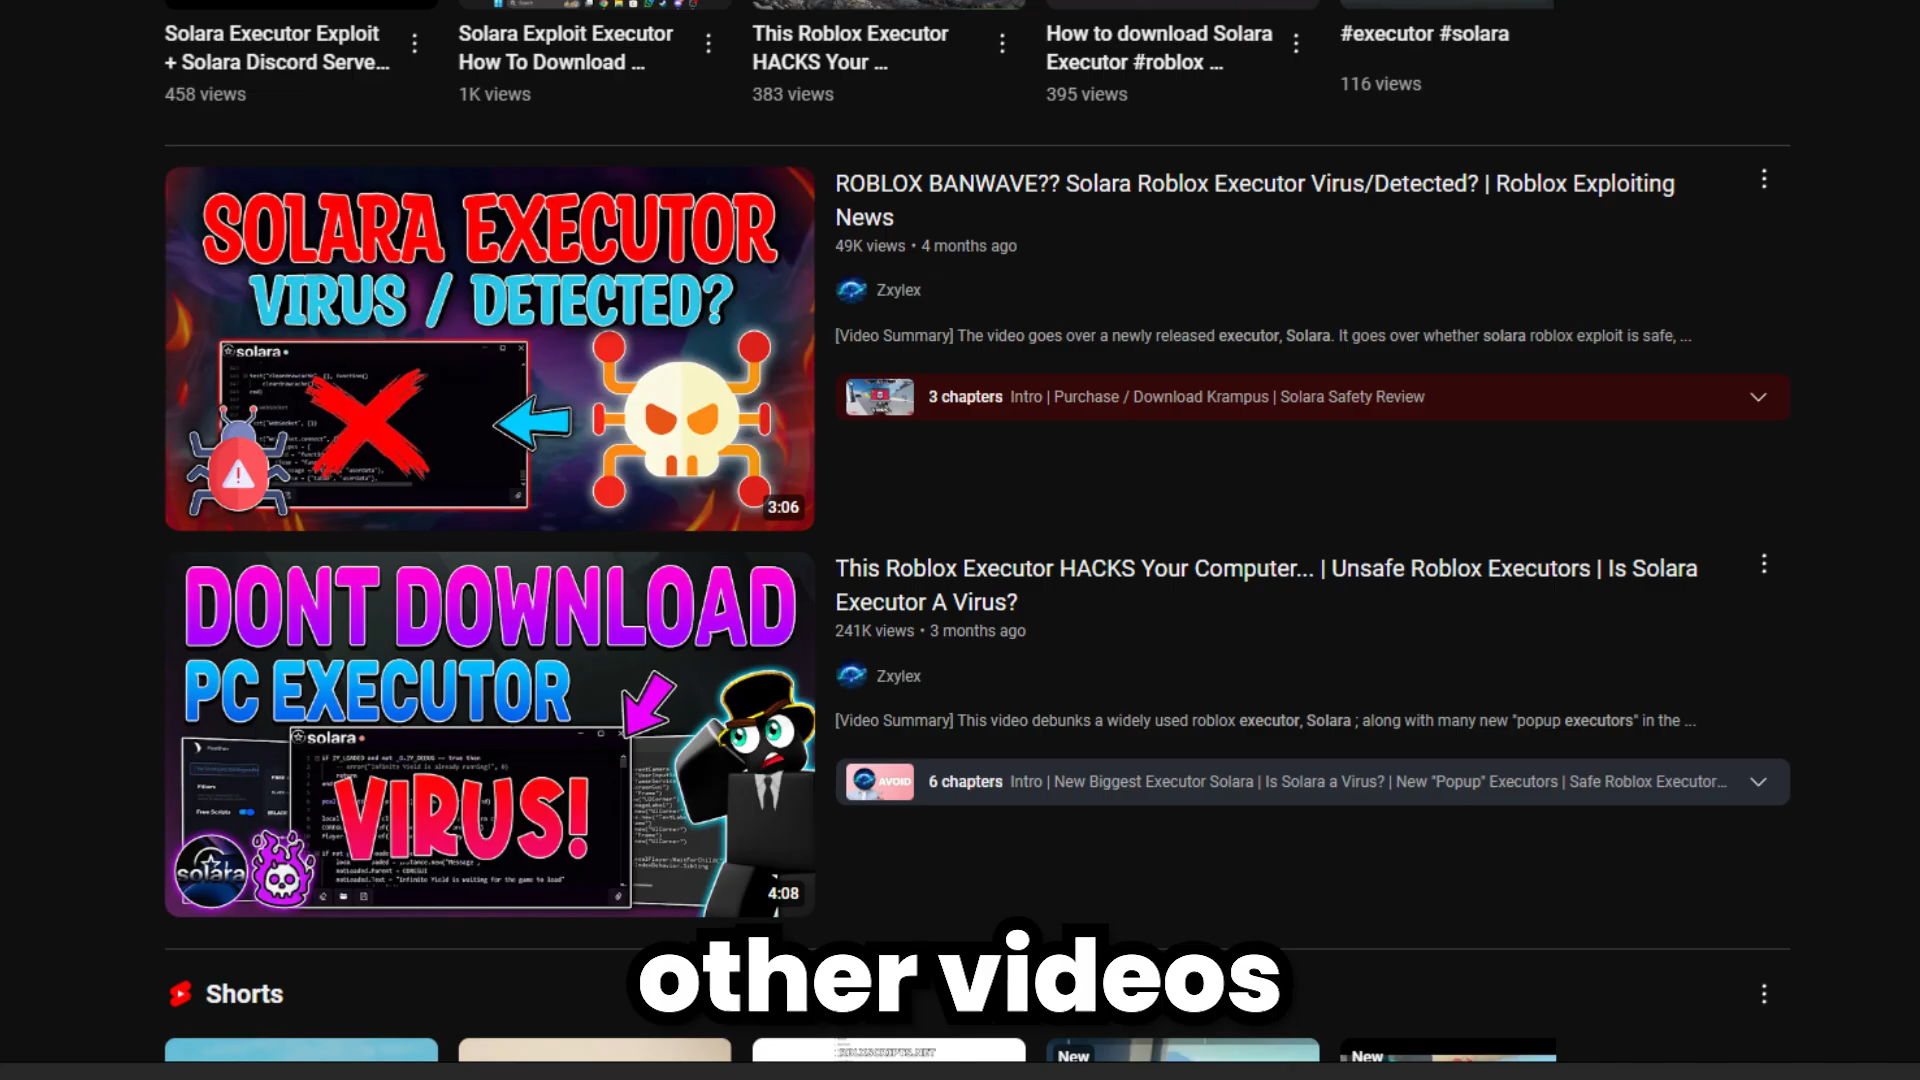 Solara Executor Exploit
+ Solara Discord Serve...
458 views
Solara Exploit Executor
How To Download ...
1K views
This Roblox Executor
HACKS Your ...
383 views
How to download Solara
Executor #roblox ...
395 views
#executor #solara
116 views
SOLARA EXECUTOR
VIRUS / DETECTED?
solara
3:06
ROBLOX BANWAVE?? Solara Roblox Executor Virus/Detected? | Roblox Exploiting
News
49K views • 4 months ago
Zxylex
[Video Summary] The video goes over a newly released executor, Solara. It goes over whether solara roblox exploit is safe, ...
3 chapters Intro | Purchase / Download Krampus | Solara Safety Review
DONT DOWNLOAD
PC EXECUTOR
solara
VIRUS!
solara
4:08
This Roblox Executor HACKS Your Computer... | Unsafe Roblox Executors | Is Solara
Executor A Virus?
241K views • 3 months ago
Zxylex
[Video Summary] This video debunks a widely used roblox executor, Solara ; along with many new "popup executors" in the ...
AVOID
6 chapters Intro | New Biggest Executor Solara | Is Solara a Virus? | New "Popup" Executors | Safe Roblox Executor...
other videos
Shorts
New
New